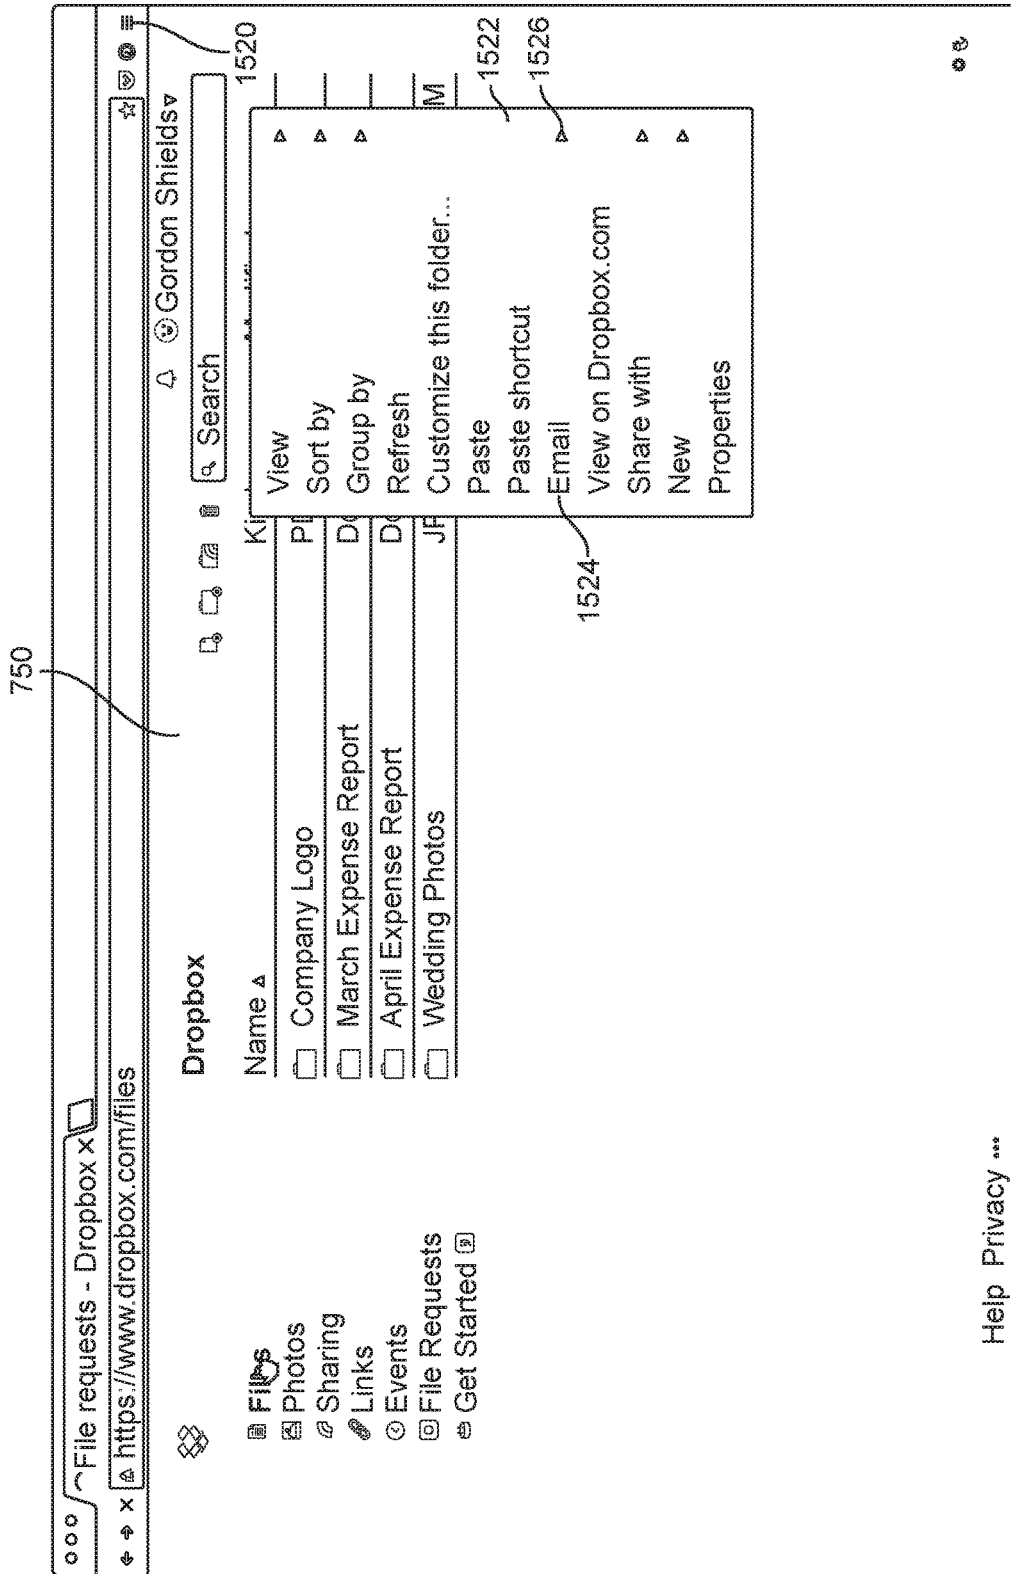 750
File requests - Dropbox x
https://www.dropbox.com/files
1520
Gordon Shields
Dropbox
Search
Files
Photos
Sharing
Links
Events
File Requests
Get Started
Name
Ki
Company Logo
March Expense Report
April Expense Report
Wedding Photos
JP
M
View
Sort by
Group by
Refresh
Customize this folder...
Paste
Paste shortcut
Email
View on Dropbox.com
Share with
New
Properties
1522
1526
1524
Help Privacy ...